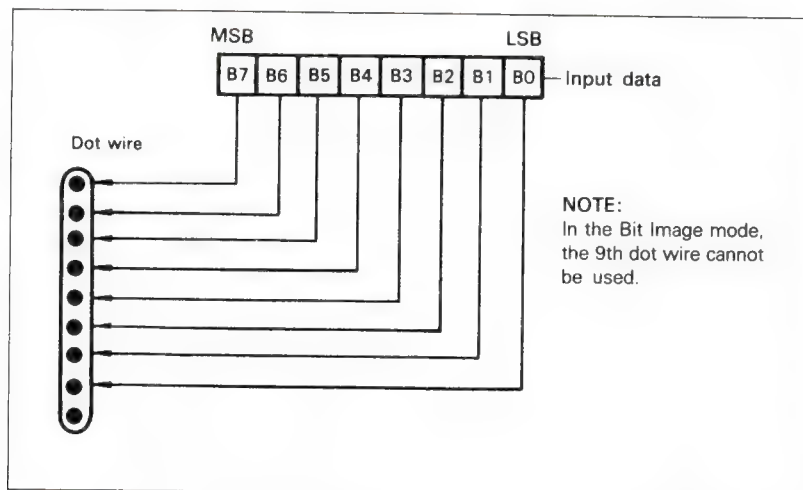 MSB LSB
B7 B6 B5 B4 B3 B2 B1 B0 Input data
Dot wire
NOTE:
In the Bit Image mode,
the 9th dot wire cannot
be used.